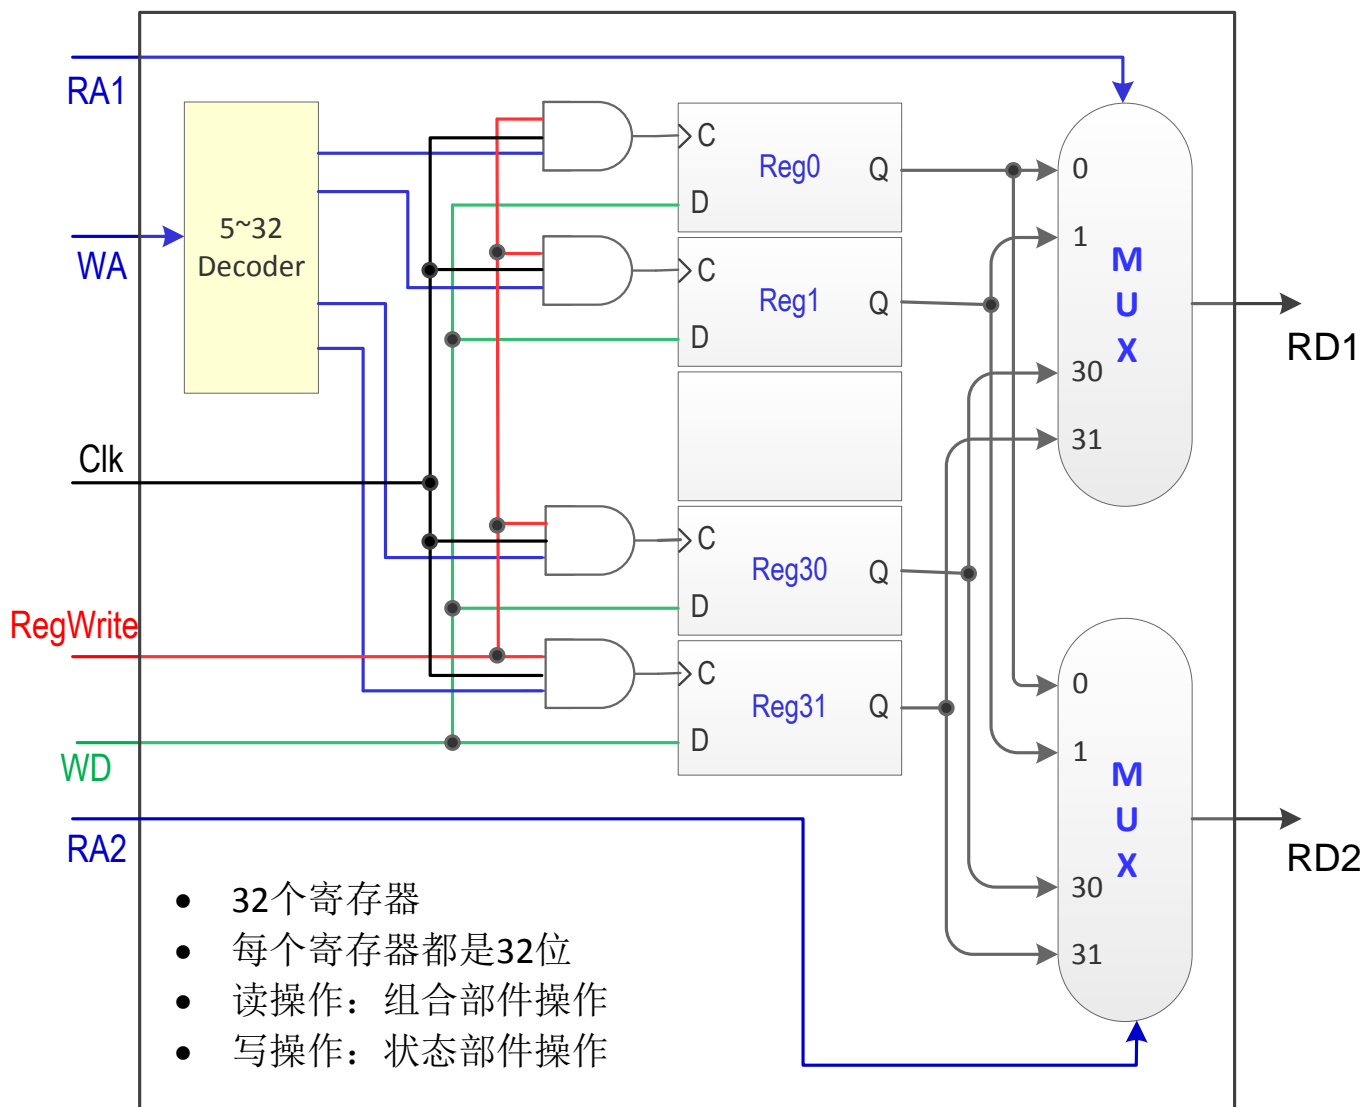 RA1
5~32
Decoder
WA
Clk
RegWrite
WD
RA2
C
Reg0
Q
D
C
Reg1
Q
D
C
Reg30
Q
D
C
Reg31
Q
D
0
1
M
U
X
30
31
RD1
0
1
M
U
X
30
31
RD2
● 32个寄存器
● 每个寄存器都是32位
● 读操作：组合部件操作
● 写操作：状态部件操作